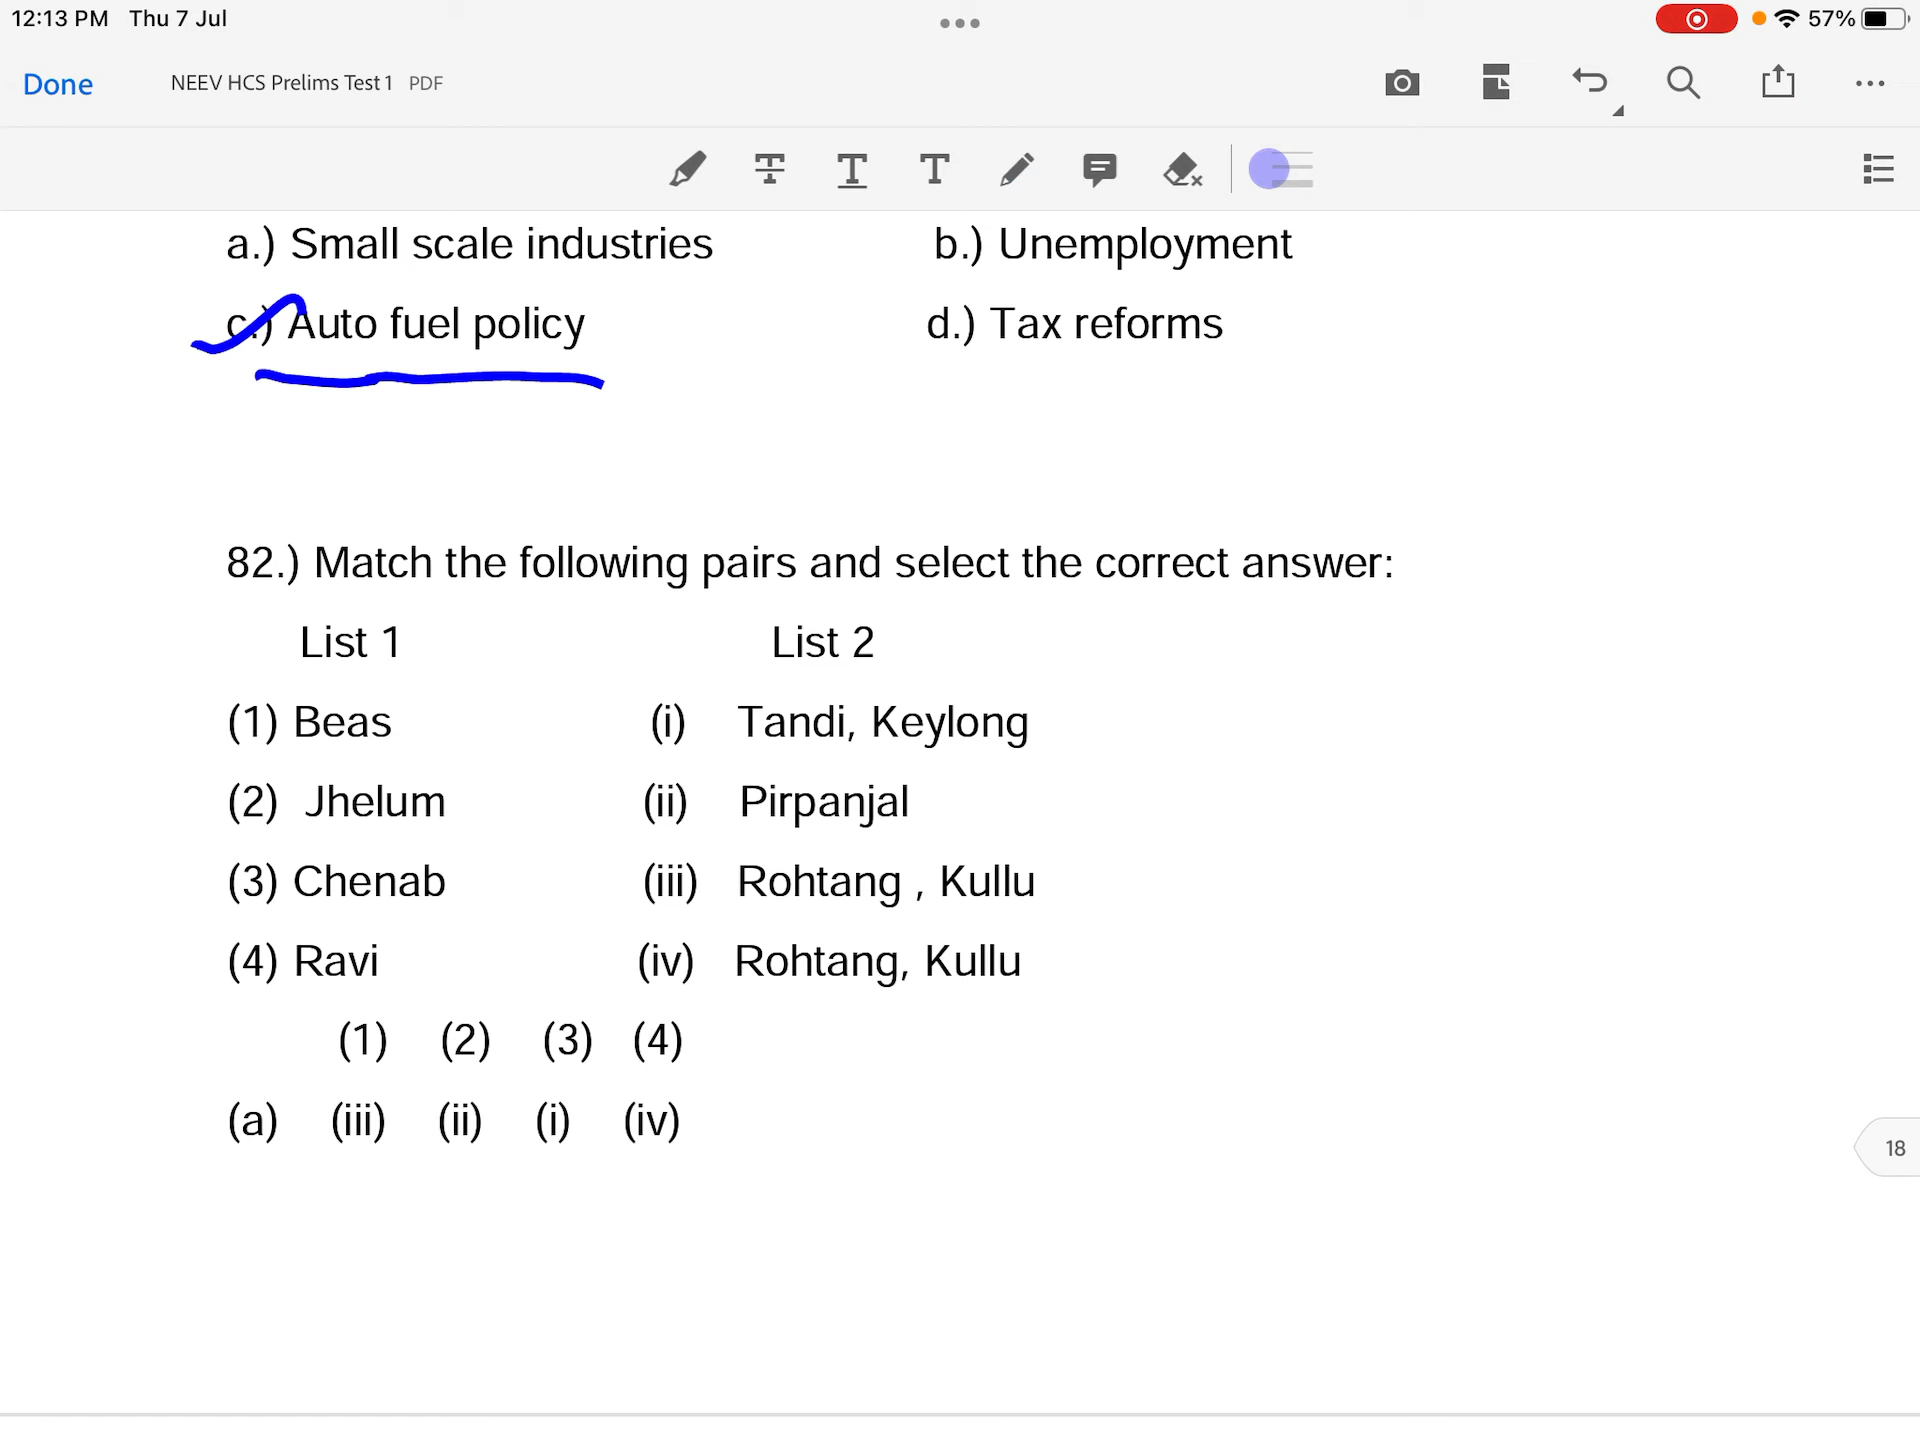 12:13 PM Thu 7 Jul
57%
Done NEEV HCS Prelims Test 1 PDF
a.) Small scale industries b.) Unemployment
c.) Auto fuel policy d.) Tax reforms
82.) Match the following pairs and select the correct answer:
List 1 List 2
(1) Beas (i) Tandi, Keylong
(2) Jhelum (ii) Pirpanjal
(3) Chenab (iii) Rohtang , Kullu
(4) Ravi (iv) Rohtang, Kullu
(1) (2) (3) (4)
(a) (iii) (ii) (i) (iv)
18